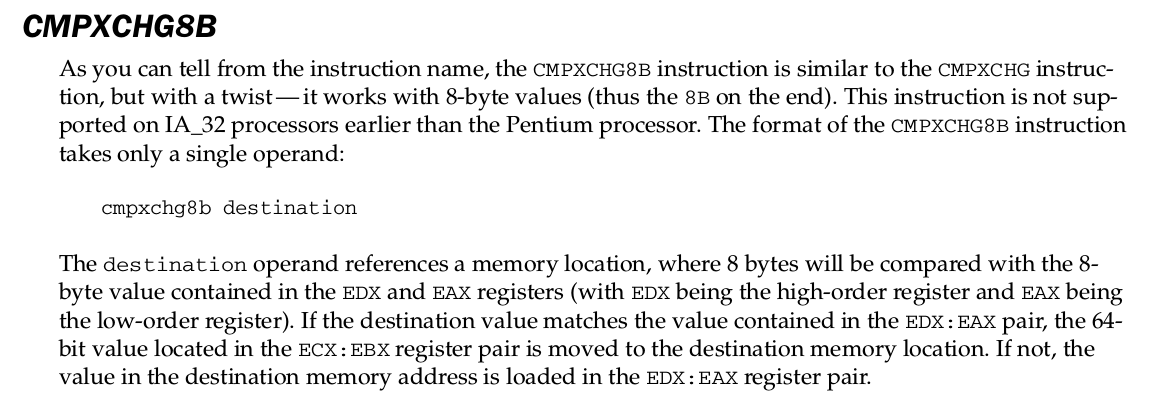 CMPXCHG8B
As you can tell from the instruction name, the CMPXCHG8B instruction is similar to the CMPXCHG instruc-
tion, but with a twist—it works with 8-byte values (thus the 8B on the end). This instruction is not sup-
ported on IA_32 processors earlier than the Pentium processor. The format of the CMPXCHG8B instruction
takes only a single operand:
cmpxchg8b destination
The destination operand references a memory location, where 8 bytes will be compared with the 8-
byte value contained in the EDX and EAX registers (with EDX being the high-order register and EAX being
the low-order register). If the destination value matches the value contained in the EDX:EAX pair, the 64-
bit value located in the ECX:EBX register pair is moved to the destination memory location. If not, the
value in the destination memory address is loaded in the EDX:EAX register pair.